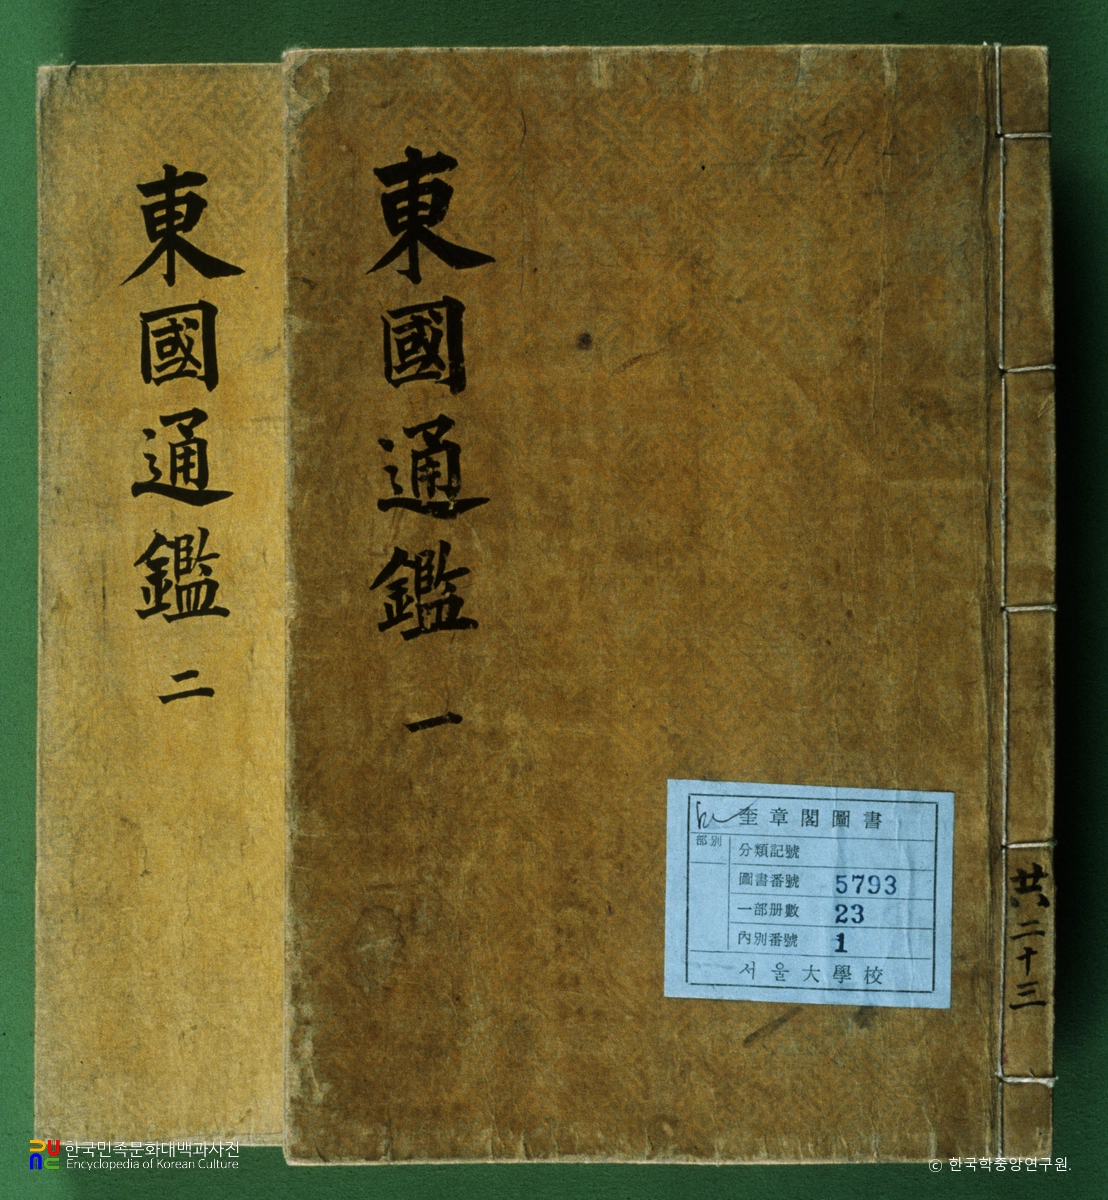 東國通鑑 二
東國通鑑 一
奎章閣圖書
部別
分類記號
圖書番號 5793
一部册數 23
內別番號 1
서울大學校
共二十三
한국민족문화대백과사전
Encyclopedia of Korean Culture
© 한국학중앙연구원.